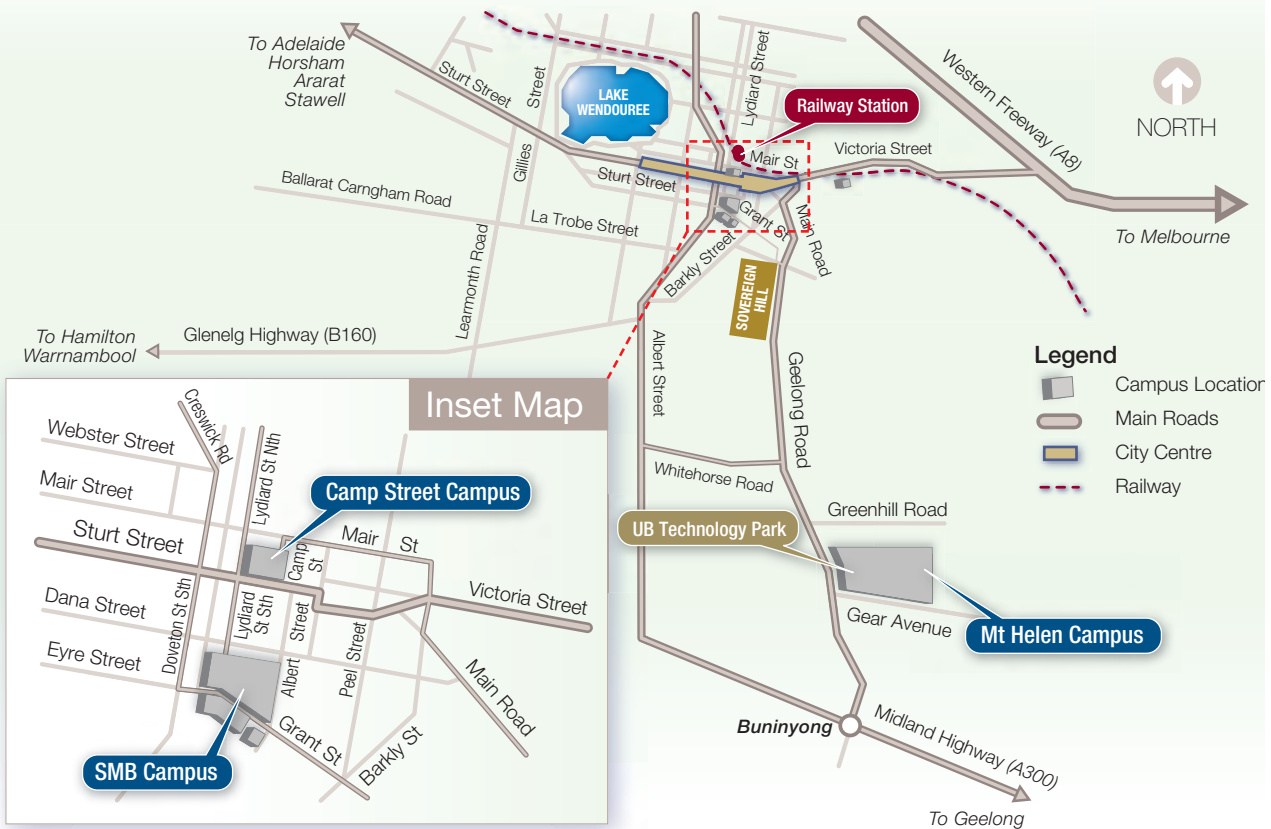 To Adelaide
Horsham
Ararat
Stawell
Sturt Street
Gillies
Street
LAKE
WENDOUREE
Lydiard Street
Railway Station
Western Freeway (A8)
NORTH
Mair St
Victoria Street
Sturt Street
Ballarat Carngham Road
La Trobe Street
Grant St
Main Road
Barkly Street
To Melbourne
Learmonth Road
SOVEREIGN
HILL
To Hamilton
Warrnambool
Glenelg Highway (B160)
Albert Street
Geelong Road
Whitehorse Road
Legend
Campus Location
Main Roads
City Centre
Railway
Greenhill Road
UB Technology Park
Gear Avenue
Mt Helen Campus
Buninyong
Midland Highway (A300)
To Geelong
Inset Map
Creswick Rd
Webster Street
Lydiard St Nth
Mair Street
Camp Street Campus
Sturt Street
Mair St
Camp
St
Victoria Street
Dana Street
Doveton St Sth
Lydiard
St Sth
Albert
Street
Peel Street
Eyre Street
Main Road
Grant St
Barkly St
SMB Campus